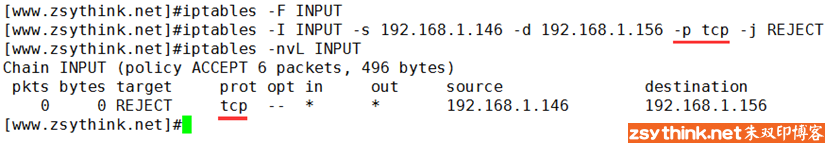 [www.zsythink.net]#iptables -F INPUT
[www.zsythink.net]#iptables -I INPUT -s 192.168.1.146 -d 192.168.1.156 -p tcp -j REJECT
[www.zsythink.net]#iptables -nvL INPUT
Chain INPUT (policy ACCEPT 6 packets, 496 bytes)
pkts bytes target prot opt in out source destination
0 0 REJECT tcp -- * * 192.168.1.146 192.168.1.156
[www.zsythink.net]#
zsythink.net朱双印博客